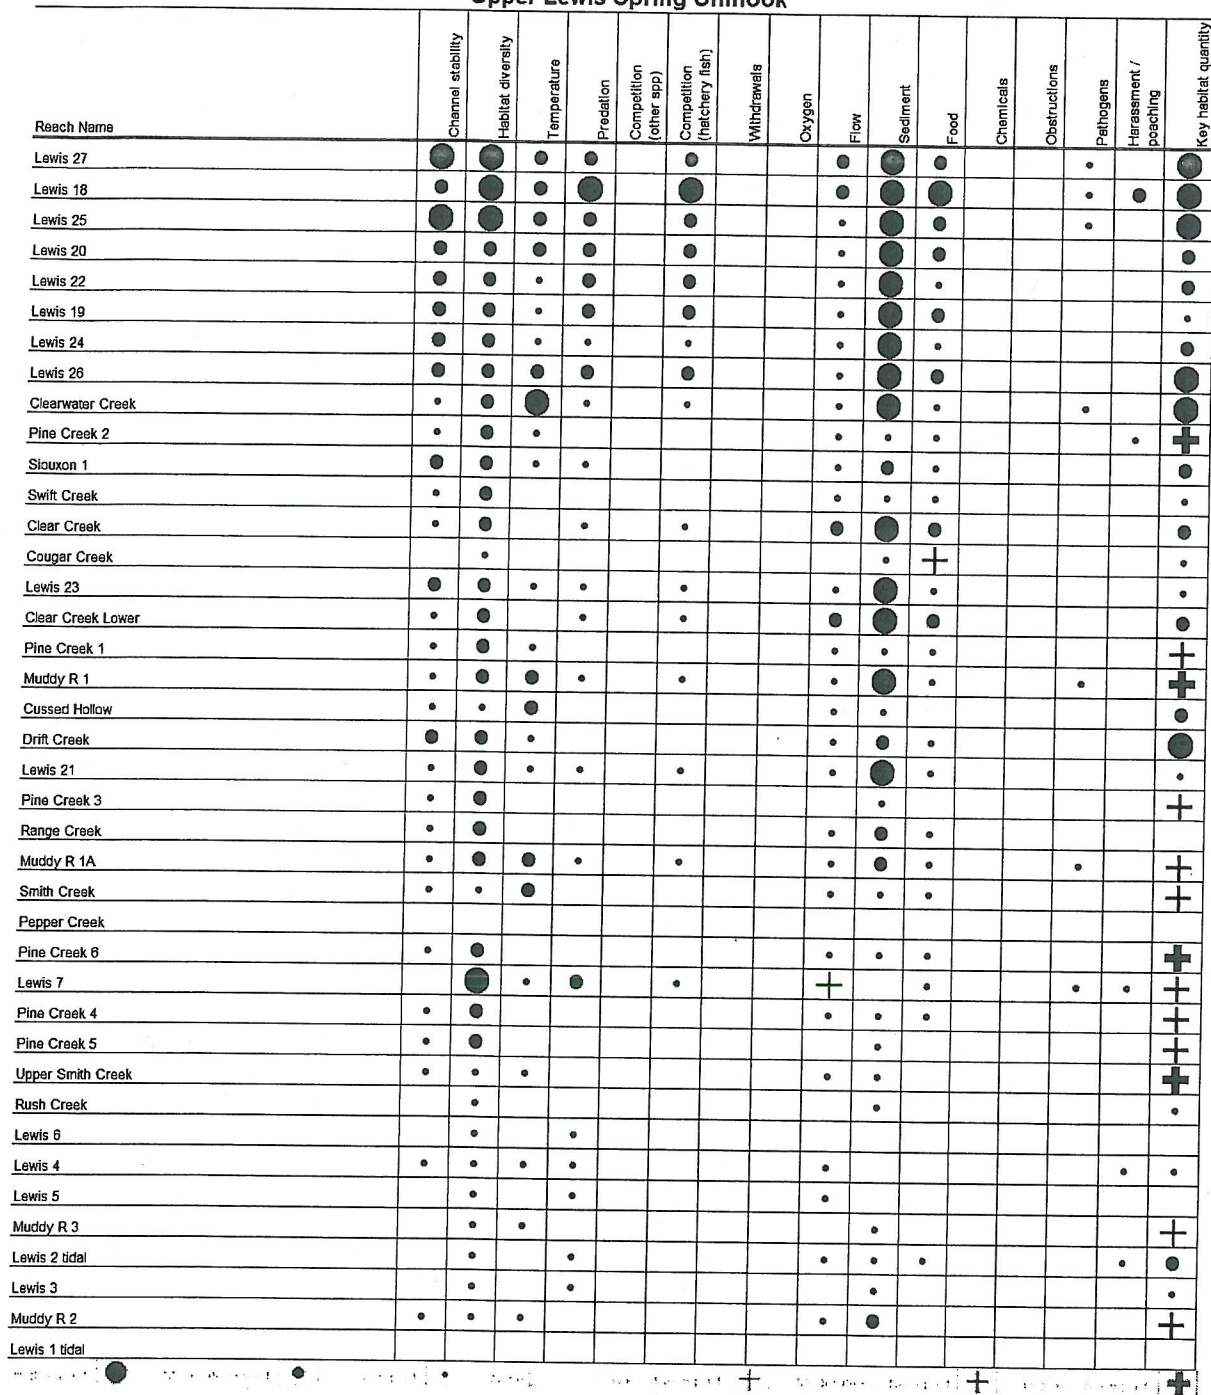 Upper Lewis Spring Chinook
Reach Name
Channel stability
Habitat diversity
Temperature
Predation
Competition
(other spp)
Competition
(hatchery fish)
Withdrawals
Oxygen
Flow
Sediment
Food
Chemicals
Obstructions
Pathogens
Harassment /
poaching
Key habitat quantity
Lewis 27
Lewis 18
Lewis 25
Lewis 20
Lewis 22
Lewis 19
Lewis 24
Lewis 26
Clearwater Creek
Pine Creek 2
Siouxon 1
Swift Creek
Clear Creek
Cougar Creek
Lewis 23
Clear Creek Lower
Pine Creek 1
Muddy R 1
Cussed Hollow
Drift Creek
Lewis 21
Pine Creek 3
Range Creek
Muddy R 1A
Smith Creek
Pepper Creek
Pine Creek 6
Lewis 7
Pine Creek 4
Pine Creek 5
Upper Smith Creek
Rush Creek
Lewis 6
Lewis 4
Lewis 5
Muddy R 3
Lewis 2 tidal
Lewis 3
Muddy R 2
Lewis 1 tidal